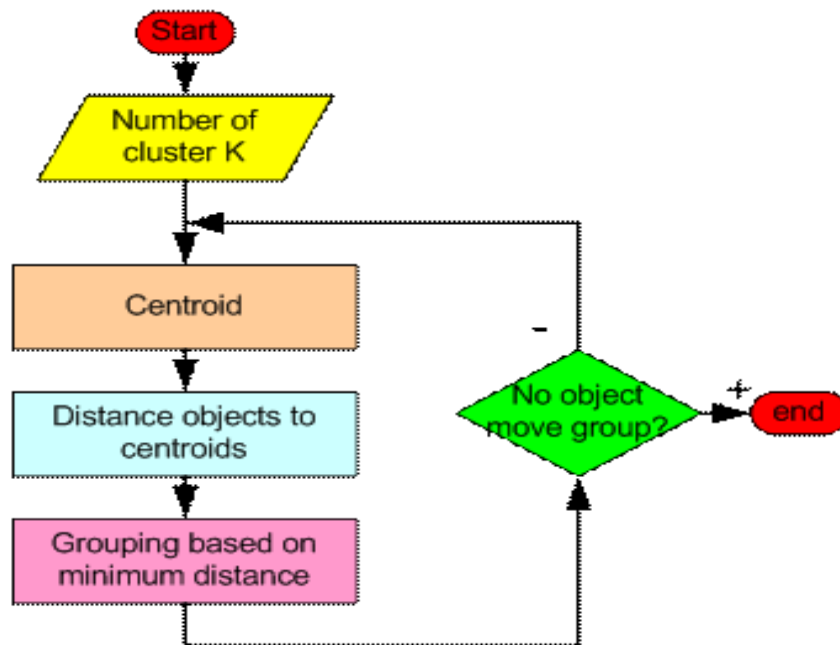 Start
Number of
cluster K
Centroid
Distance objects to
centroids
Grouping based on
minimum distance
-
No object
move group?
+
end